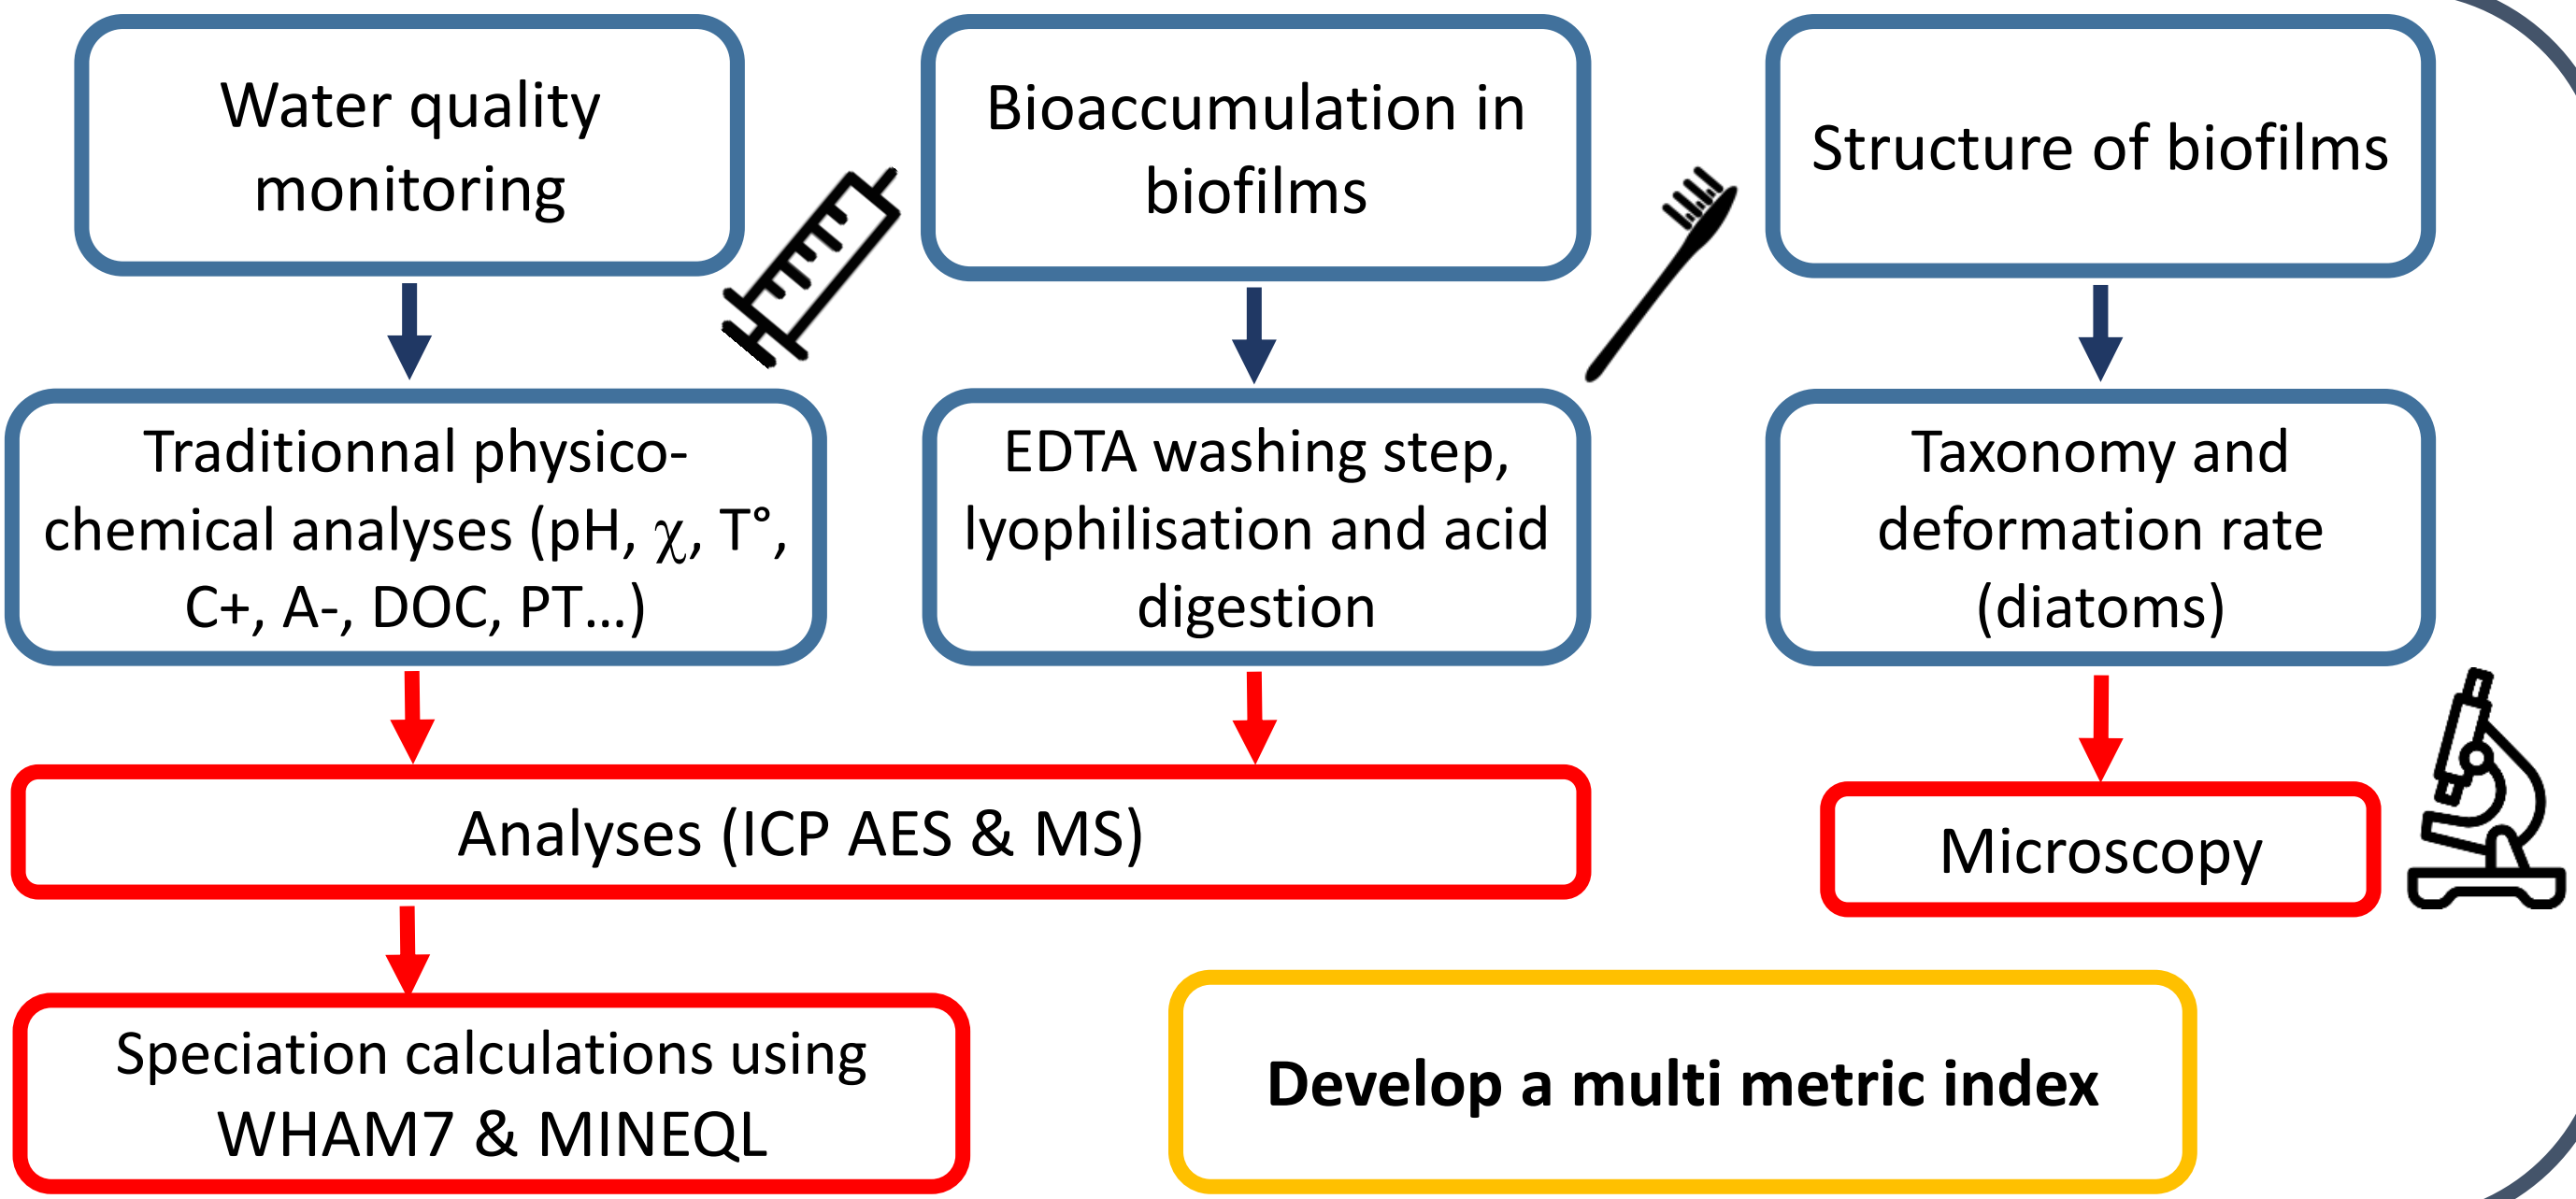 Water quality
monitoring
Bioaccumulation in
biofilms
Structure of biofilms
Traditionnal physico-
chemical analyses (pH, χ, T°,
C+, A-, DOC, PT...)
EDTA washing step,
lyophilisation and acid
digestion
Taxonomy and
deformation rate
(diatoms)
Analyses (ICP AES & MS)
Microscopy
Speciation calculations using
WHAM7 & MINEQL
Develop a multi metric index